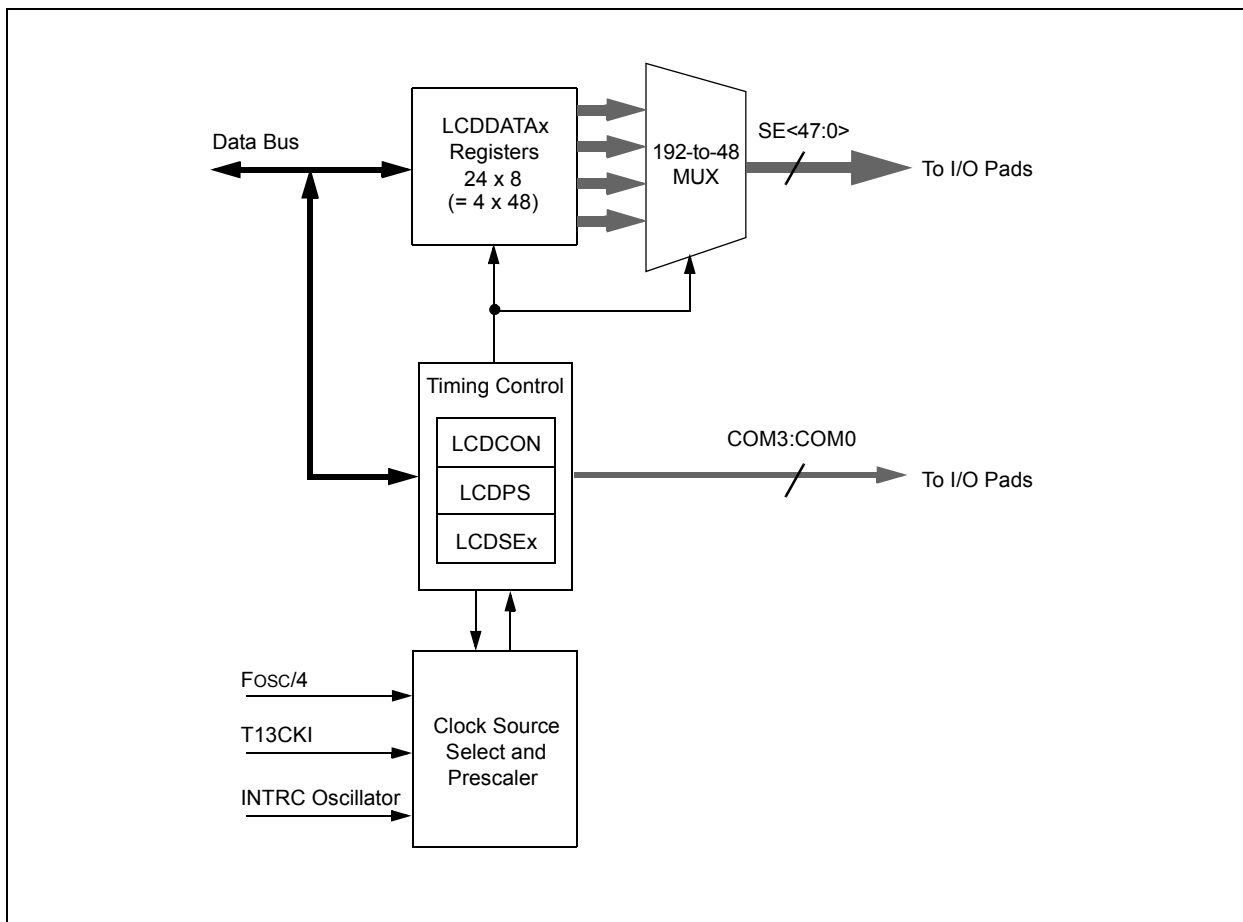 Data Bus
LCDDATAx
Registers
24 x 8
(= 4 x 48)
192-to-48
MUX
SE<47:0>
To I/O Pads
Timing Control
LCDCON
LCDPS
LCDSEx
COM3:COM0
To I/O Pads
FOSC/4
T13CKI
INTRC Oscillator
Clock Source
Select and
Prescaler